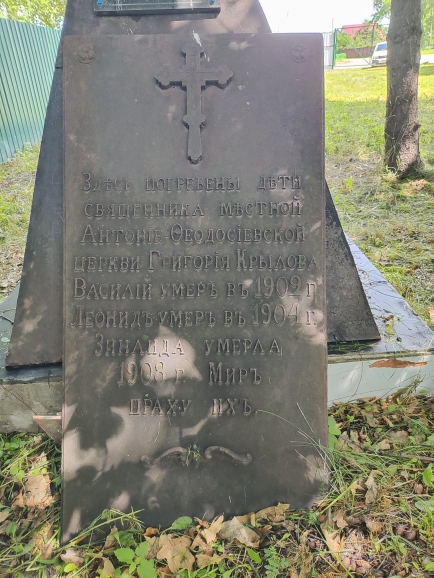 Здѣсь погребены дѣти
священника мѣстной
Антоніе-Ѳеодосіевской
церкви Григорія Крылова
Василій умеръ въ 1902 г
Леонидъ умеръ въ 1904 г.
Зинаида умерла
1908 г. Миръ
праху ихъ